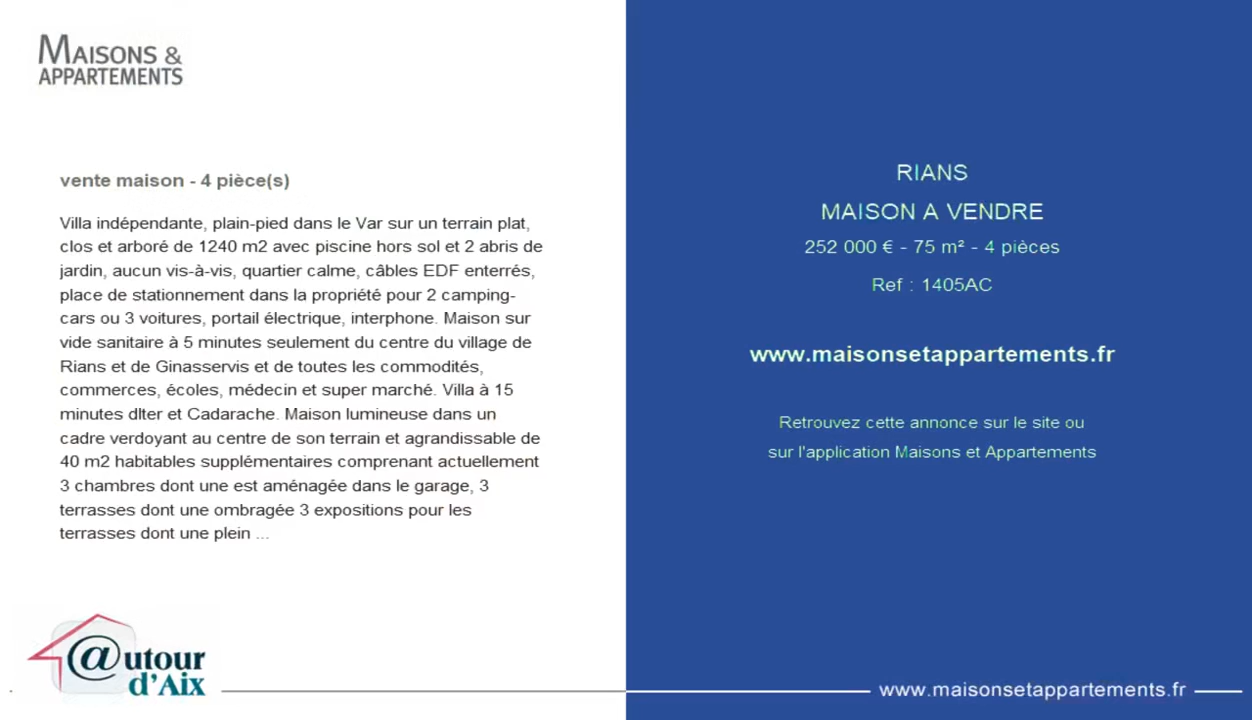 MAISONS &
APPARTEMENTS
vente maison - 4 pièce(s)
Villa indépendante, plain-pied dans le Var sur un terrain plat,
clos et arboré de 1240 m2 avec piscine hors sol et 2 abris de
jardin, aucun vis-à-vis, quartier calme, câbles EDF enterrés,
place de stationnement dans la propriété pour 2 camping-
cars ou 3 voitures, portail électrique, interphone. Maison sur
vide sanitaire à 5 minutes seulement du centre du village de
Rians et de Ginasservis et de toutes les commodités,
commerces, écoles, médecin et super marché. Villa à 15
minutes dIter et Cadarache. Maison lumineuse dans un
cadre verdoyant au centre de son terrain et agrandissable de
40 m2 habitables supplémentaires comprenant actuellement
3 chambres dont une est aménagée dans le garage, 3
terrasses dont une ombragée 3 expositions pour les
terrasses dont une plein ...
@utour
d'Aix
RIANS
MAISON A VENDRE
252 000 € - 75 m² - 4 pièces
Ref : 1405AC
www.maisonsetappartements.fr
Retrouvez cette annonce sur le site ou
sur l'application Maisons et Appartements
www.maisonsetappartements.fr